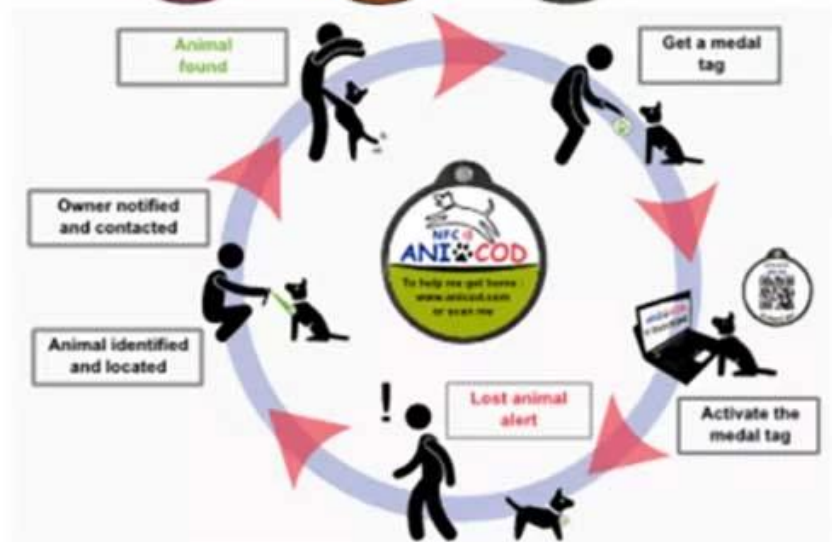 Animal
found
Get a medal
tag
Owner notified
and contacted
NFC
ANI COD
To help me get home :
www.anicod.com
or scan me
Animal identified
and located
!
Lost animal
alert
Activate the
medal tag